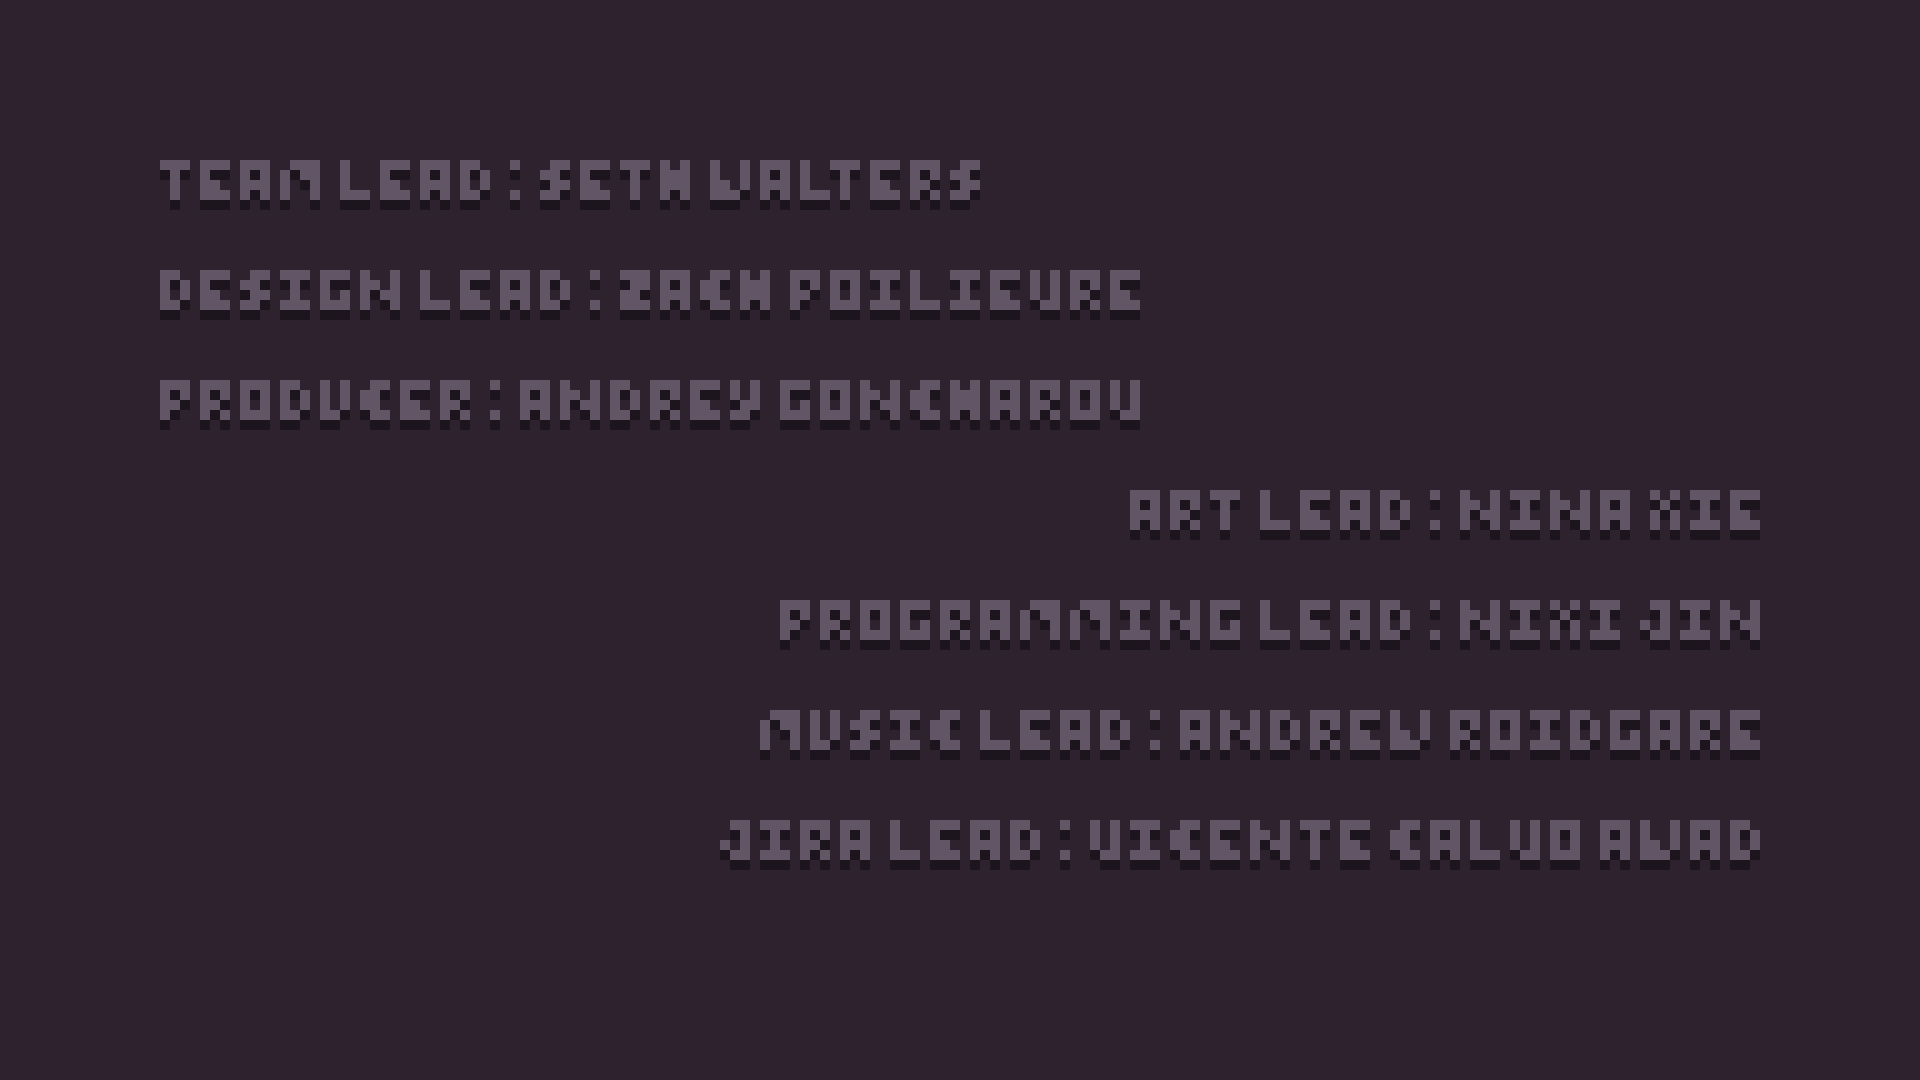 TEAM LEAD : SETH WALTERS
DESIGN LEAD : ZACH POILIEVRE
PRODUCER : ANDREY GONCHAROV
ART LEAD : NINA XIE
PROGRAMMING LEAD : NIXI JIN
MUSIC LEAD : ANDREW ROIDGARE
JIRA LEAD : VICENTE CALVO AWAD